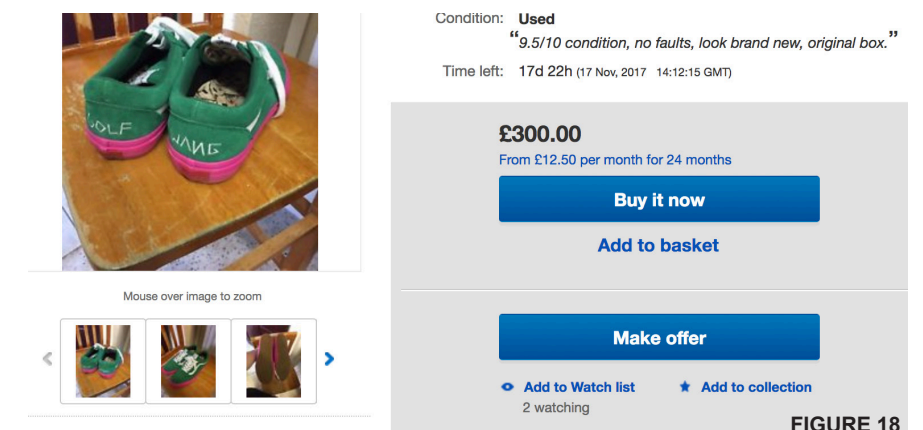 Condition: Used
“9.5/10 condition, no faults, look brand new, original box.”
Time left: 17d 22h (17 Nov, 2017 14:12:15 GMT)
GOLF
WANG
Mouse over image to zoom
£300.00
From £12.50 per month for 24 months
Buy it now
Add to basket
Make offer
Add to Watch list
Add to collection
2 watching
FIGURE 18